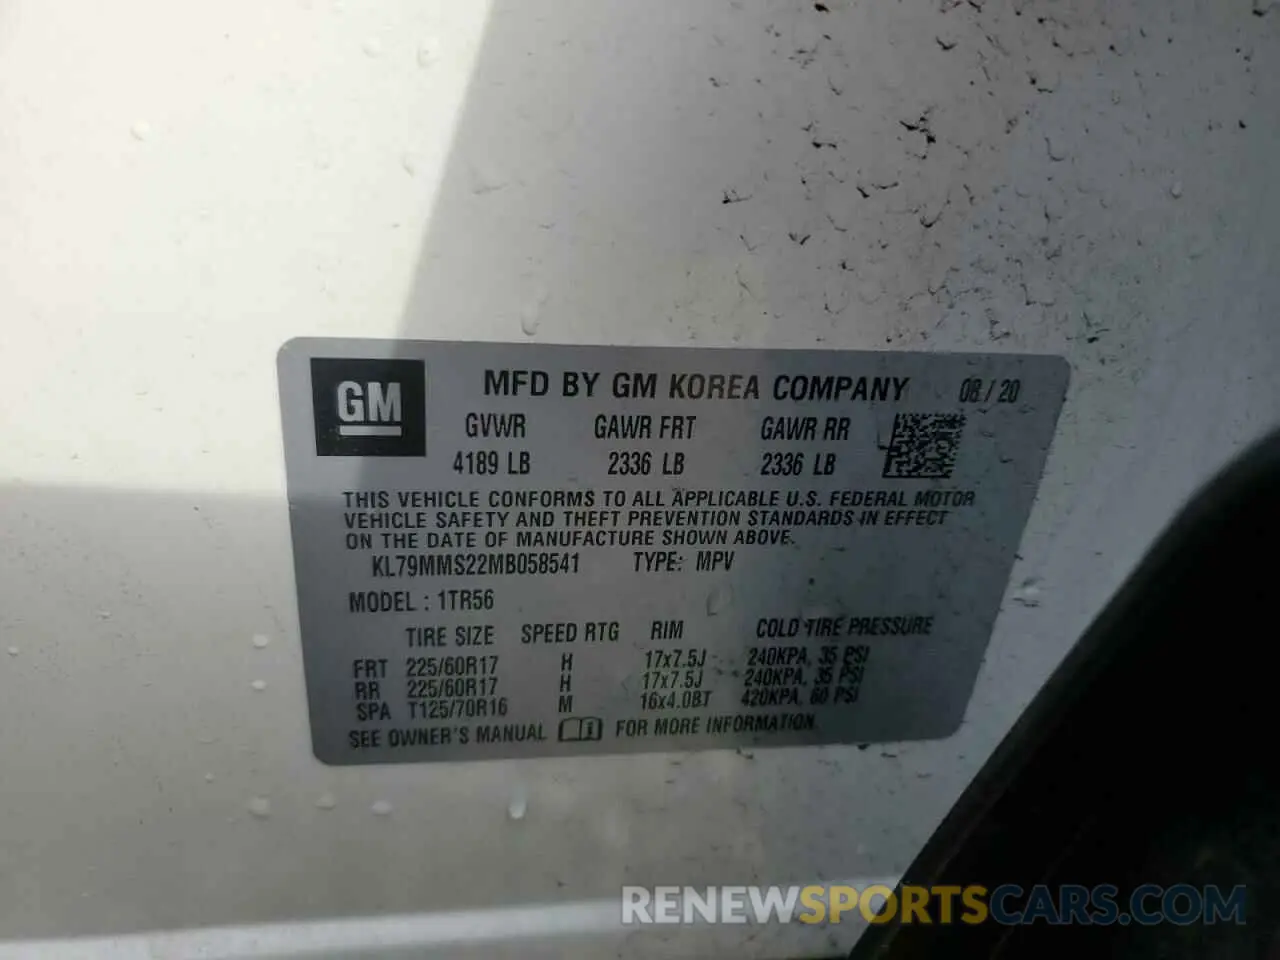 GM
MFD BY GM KOREA COMPANY 08/20
GVWR GAWR FRT GAWR RR
4189 LB 2336 LB 2336 LB
THIS VEHICLE CONFORMS TO ALL APPLICABLE U.S. FEDERAL MOTOR
VEHICLE SAFETY AND THEFT PREVENTION STANDARDS IN EFFECT
ON THE DATE OF MANUFACTURE SHOWN ABOVE.
KL79MMS22MB058541 TYPE: MPV
MODEL: 1TR56
TIRE SIZE SPEED RTG RIM COLD TIRE PRESSURE
FRT 225/60R17 H 17x7.5J 240KPA, 35 PSI
RR 225/60R17 H 17x7.5J 240KPA, 35 PSI
SPA T125/70R16 M 16x4.0BT 420KPA, 60 PSI
SEE OWNER'S MANUAL FOR MORE INFORMATION.
RENEWSPORTSCARS.COM